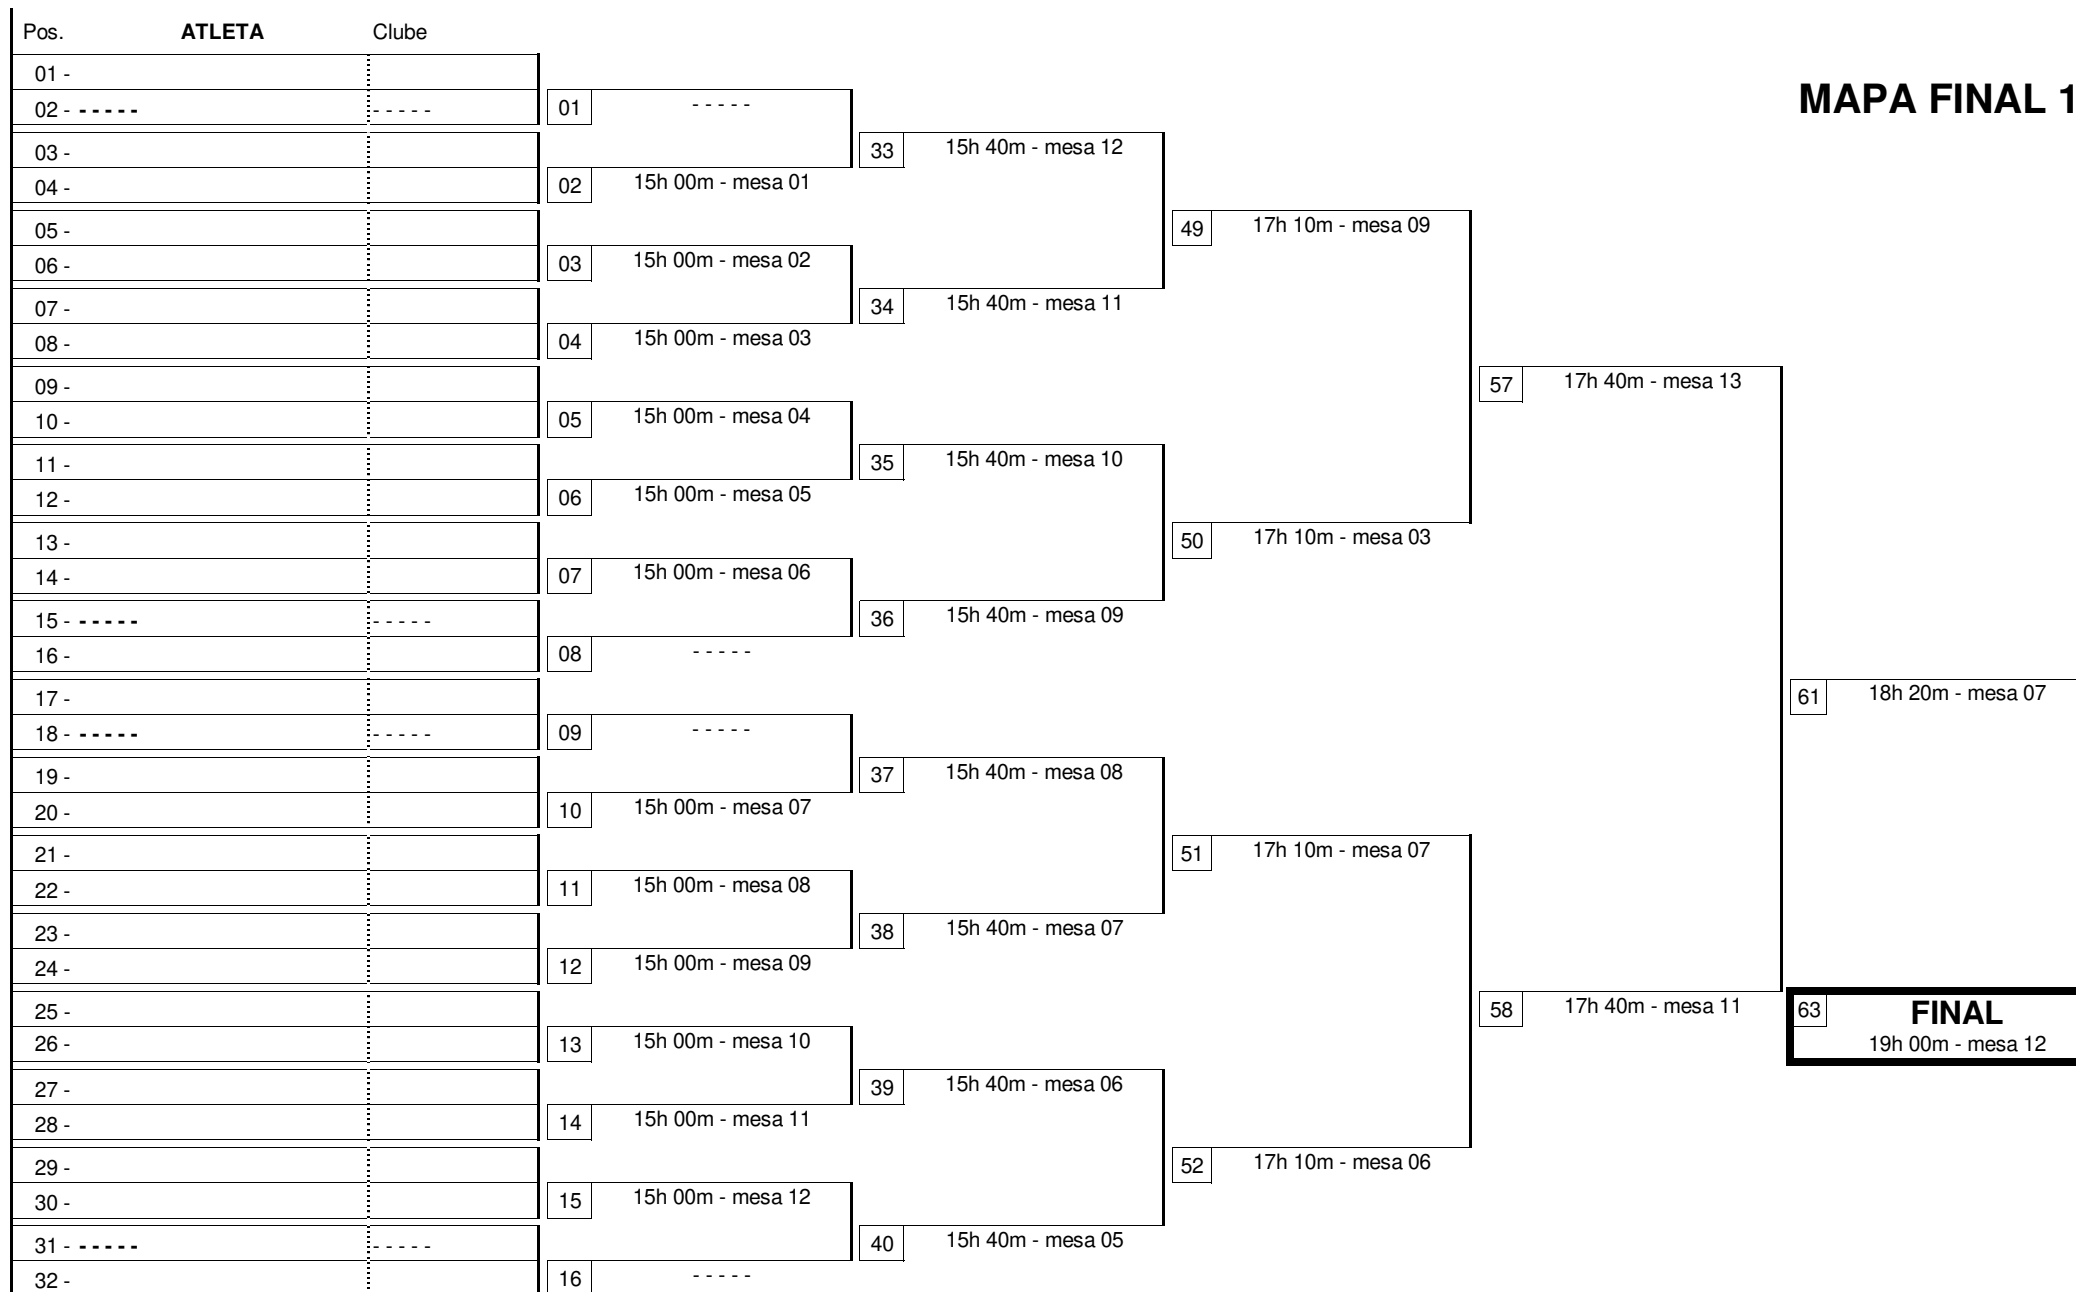 Pos. ATLETA Clube
01 -
MAPA FINAL 1
02 - - - - - - - - - - - 01 - - - - -
03 - 33 15h 40m - mesa 12
04 - 02 15h 00m - mesa 01
05 - 49 17h 10m - mesa 09
06 - 03 15h 00m - mesa 02
07 - 34 15h 40m - mesa 11
08 - 04 15h 00m - mesa 03
09 - 57 17h 40m - mesa 13
10 - 05 15h 00m - mesa 04
11 - 35 15h 40m - mesa 10
12 - 06 15h 00m - mesa 05
13 - 50 17h 10m - mesa 03
14 - 07 15h 00m - mesa 06
15 - - - - - - - - - - - 36 15h 40m - mesa 09
16 - 08 - - - - -
17 - 61 18h 20m - mesa 07
18 - - - - - - - - - - - 09 - - - - -
19 - 37 15h 40m - mesa 08
20 - 10 15h 00m - mesa 07
21 - 51 17h 10m - mesa 07
22 - 11 15h 00m - mesa 08
23 - 38 15h 40m - mesa 07
24 - 12 15h 00m - mesa 09
25 - 58 17h 40m - mesa 11 63 FINAL
26 - 13 15h 00m - mesa 10 19h 00m - mesa 12
27 - 39 15h 40m - mesa 06
28 - 14 15h 00m - mesa 11
29 - 52 17h 10m - mesa 06
30 - 15 15h 00m - mesa 12
31 - - - - - - - - - - - 40 15h 40m - mesa 05
32 - 16 - - - - -